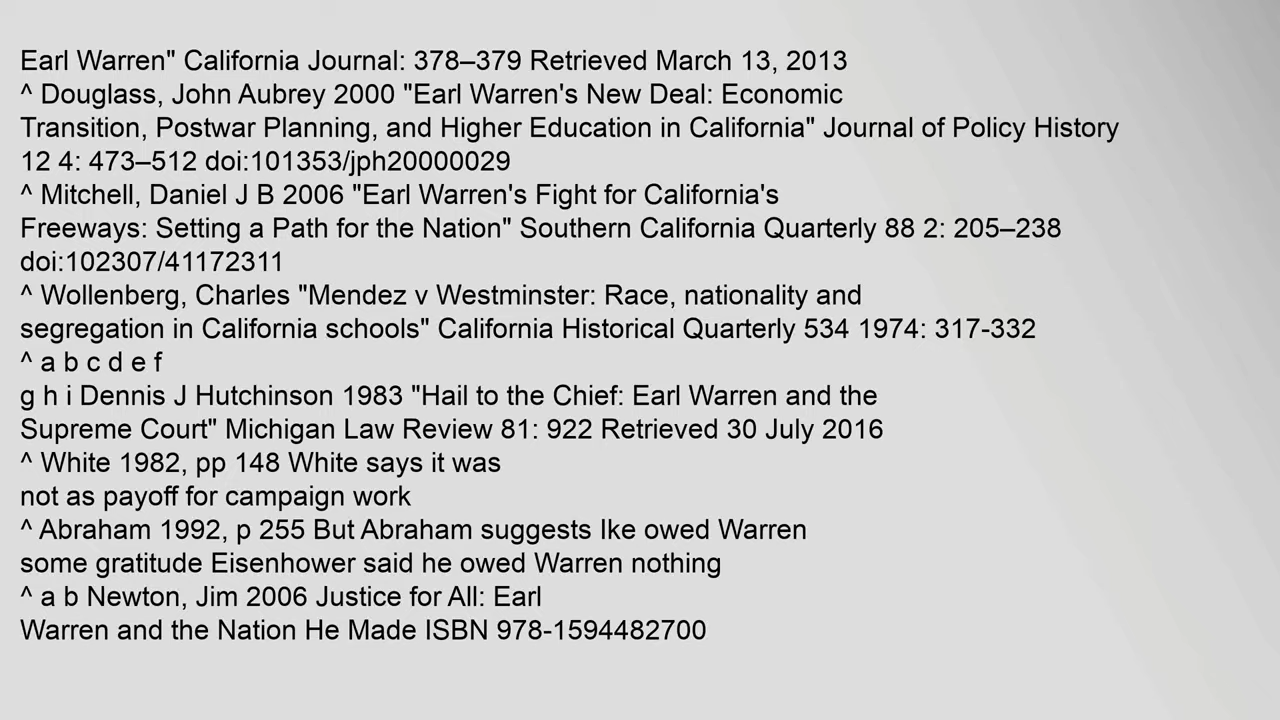 Earl Warren" California Journal: 378–379 Retrieved March 13, 2013
^ Douglass, John Aubrey 2000 "Earl Warren's New Deal: Economic
Transition, Postwar Planning, and Higher Education in California" Journal of Policy History
12 4: 473–512 doi:101353/jph20000029
^ Mitchell, Daniel J B 2006 "Earl Warren's Fight for California's
Freeways: Setting a Path for the Nation" Southern California Quarterly 88 2: 205–238
doi:102307/41172311
^ Wollenberg, Charles "Mendez v Westminster: Race, nationality and
segregation in California schools" California Historical Quarterly 534 1974: 317-332
^ a b c d e f
g h i Dennis J Hutchinson 1983 "Hail to the Chief: Earl Warren and the
Supreme Court" Michigan Law Review 81: 922 Retrieved 30 July 2016
^ White 1982, pp 148 White says it was
not as payoff for campaign work
^ Abraham 1992, p 255 But Abraham suggests Ike owed Warren
some gratitude Eisenhower said he owed Warren nothing
^ a b Newton, Jim 2006 Justice for All: Earl
Warren and the Nation He Made ISBN 978-1594482700